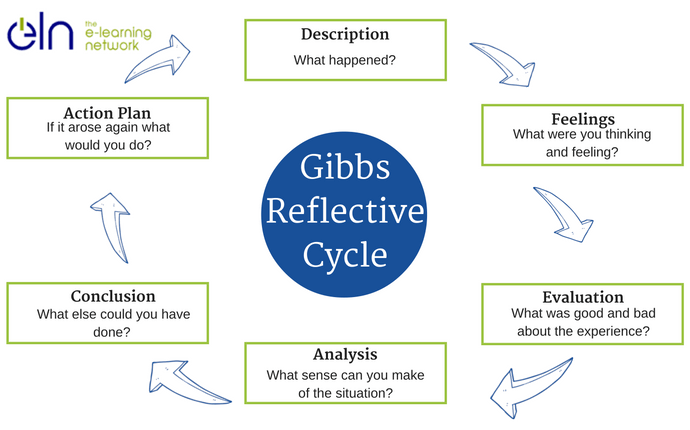 eln
the
e-learning
network
Description
What happened?
Feelings
What were you thinking
and feeling?
Evaluation
What was good and bad
about the experience?
Analysis
What sense can you make
of the situation?
Conclusion
What else could you have
done?
Action Plan
If it arose again what
would you do?
Gibbs
Reflective
Cycle